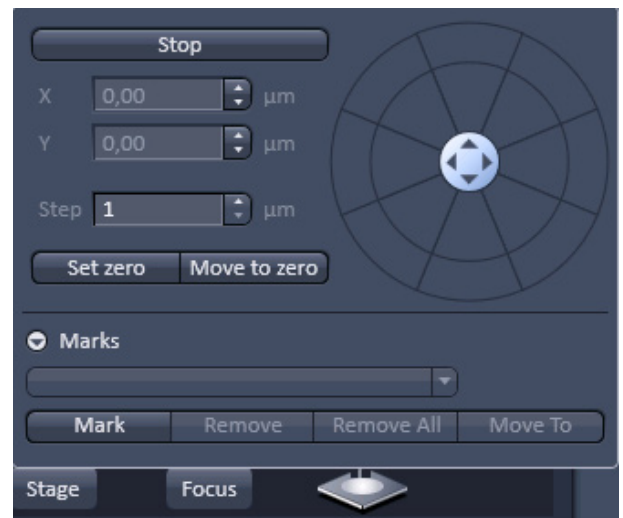 Stop
X 0,00 µm
Y 0,00 µm
Step 1 µm
Set zero Move to zero
Marks
Mark Remove Remove All Move To
Stage Focus